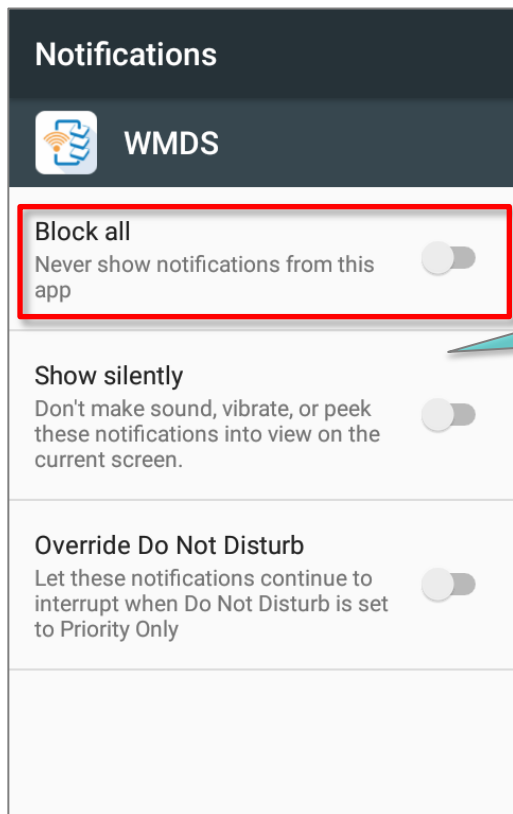 Notifications
WMDS
Block all
Never show notifications from this
app
Show silently
Don't make sound, vibrate, or peek
these notifications into view on the
current screen.
Override Do Not Disturb
Let these notifications continue to
interrupt when Do Not Disturb is set
to Priority Only